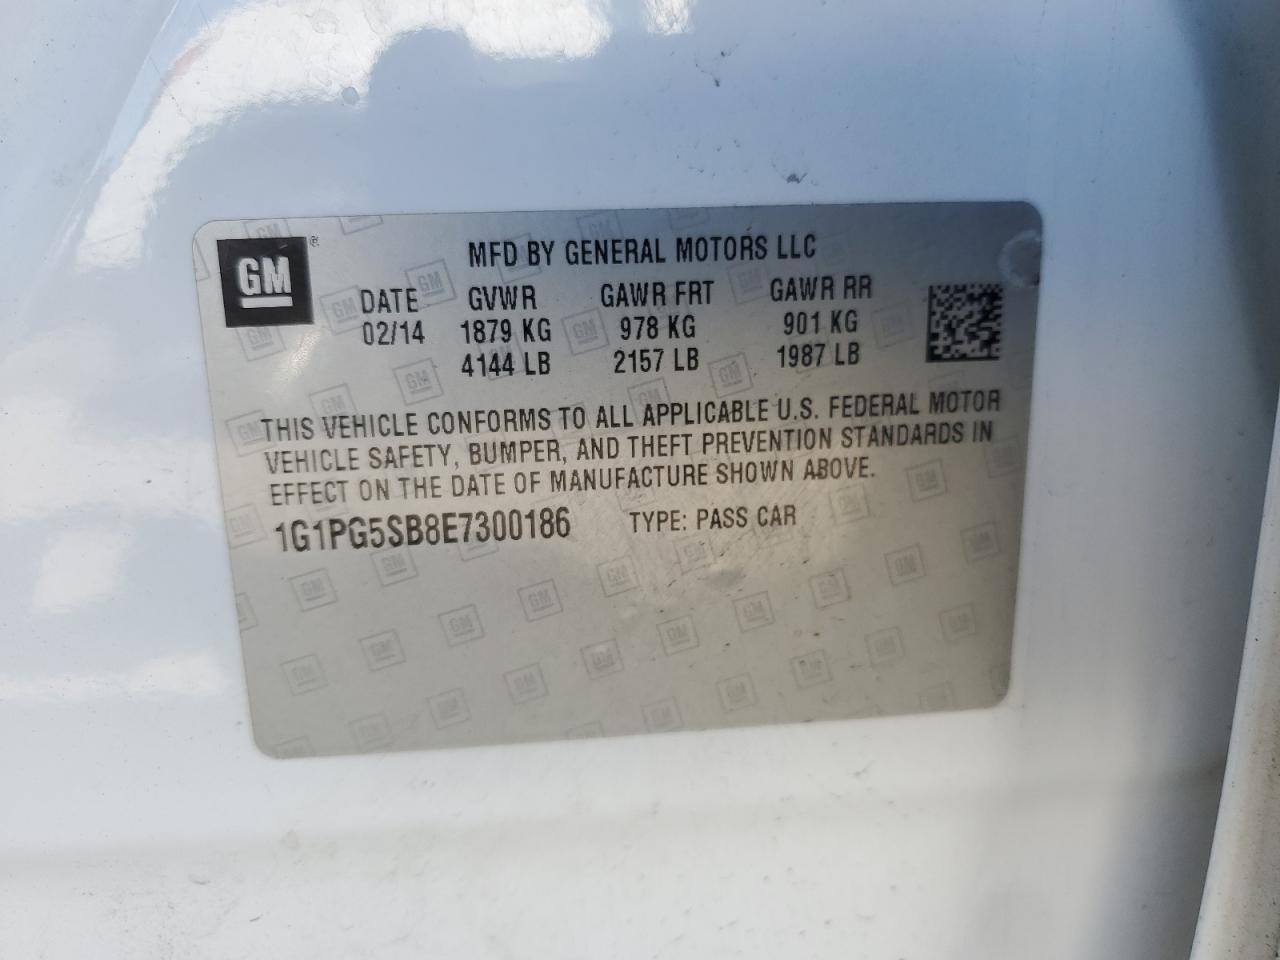 GM ®
MFD BY GENERAL MOTORS LLC
DATE GVWR GAWR FRT GAWR RR
02/14 1879 KG 978 KG 901 KG
4144 LB 2157 LB 1987 LB
THIS VEHICLE CONFORMS TO ALL APPLICABLE U.S. FEDERAL MOTOR
VEHICLE SAFETY, BUMPER, AND THEFT PREVENTION STANDARDS IN
EFFECT ON THE DATE OF MANUFACTURE SHOWN ABOVE.
1G1PG5SB8E7300186 TYPE: PASS CAR